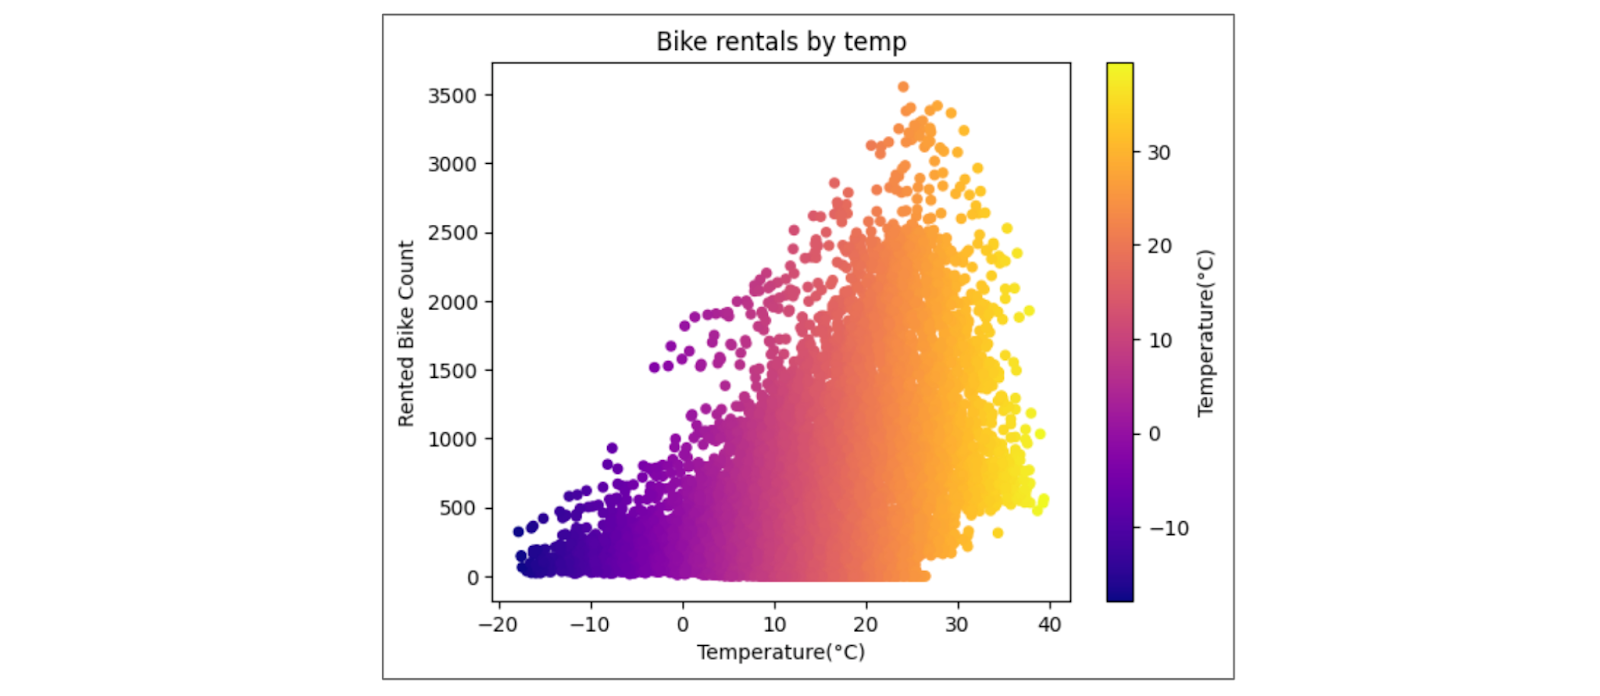 Bike rentals by temp
3500
3000
2500
2000
1500
1000
500
0
Rented Bike Count
−20 −10 0 10 20 30 40
Temperature(°C)
30
20
10
0
−10
Temperature(°C)